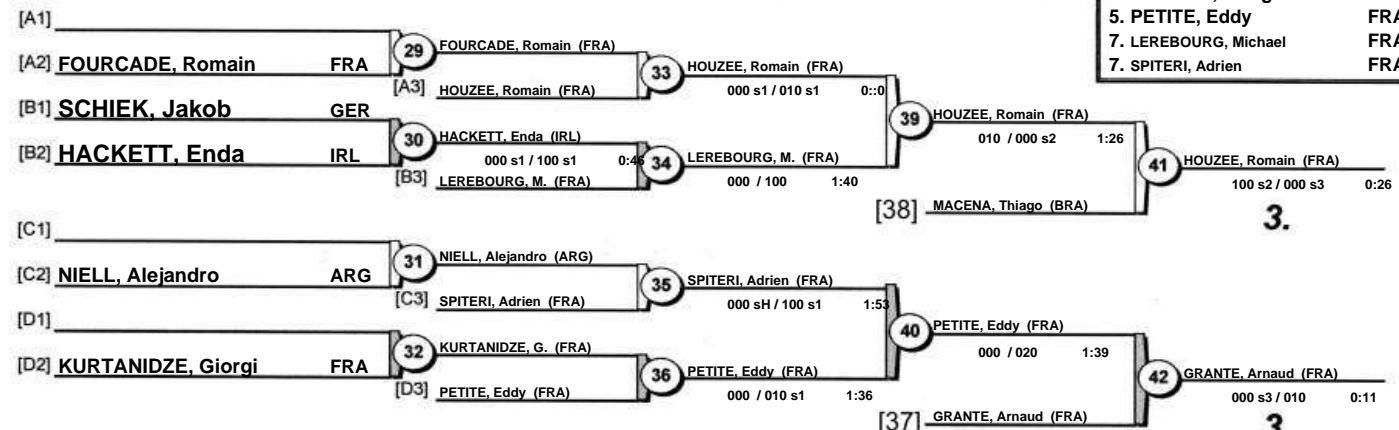 5. PETITE, Eddy FRA
7. LEREBOURG, Michael FRA
7. SPITERI, Adrien FRA
[A1]
[A2] FOURCADE, Romain FRA
29 FOURCADE, Romain (FRA)
[A3] HOUZEE, Romain (FRA)
33 HOUZEE, Romain (FRA)
000 s1 / 010 s1 0::0
[B1] SCHIEK, Jakob GER
[B2] HACKETT, Enda IRL
30 HACKETT, Enda (IRL)
000 s1 / 100 s1 0:46
[B3] LEREBOURG, M. (FRA)
34 LEREBOURG, M. (FRA)
000 / 100 1:40
39 HOUZEE, Romain (FRA)
010 / 000 s2 1:26
[38] MACENA, Thiago (BRA)
41 HOUZEE, Romain (FRA)
100 s2 / 000 s3 0:26
3.
[C1]
[C2] NIELL, Alejandro ARG
31 NIELL, Alejandro (ARG)
[C3] SPITERI, Adrien (FRA)
35 SPITERI, Adrien (FRA)
000 sH / 100 s1 1:53
[D1]
[D2] KURTANIDZE, Giorgi FRA
32 KURTANIDZE, G. (FRA)
[D3] PETITE, Eddy (FRA)
36 PETITE, Eddy (FRA)
000 / 010 s1 1:36
40 PETITE, Eddy (FRA)
000 / 020 1:39
[37] GRANTE, Arnaud (FRA)
42 GRANTE, Arnaud (FRA)
000 s3 / 010 0:11
3